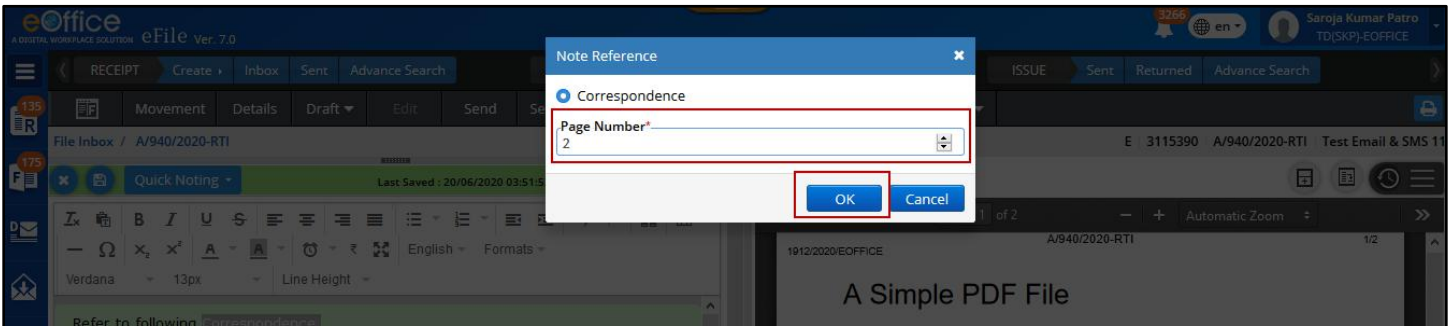 eOffice
A DIGITAL WORKPLACE SOLUTION eFile Ver. 7.0
3266 en Saroja Kumar Patro
TD(SKP)-EOFFICE
Note Reference ×
RECEIPT Create Inbox Sent Advance Search ISSUE Sent Returned Advance Search
Correspondence
135 R Movement Details Draft Edit Send Se
Page Number*
2
File Inbox / A/940/2020-RTI E 3115390 A/940/2020-RTI Test Email & SMS 11
175 F Quick Noting Last Saved : 20/06/2020 03:51:5
OK Cancel
B I U S
1 of 2 Automatic Zoom
D Ω x₂ x² A A ₹ English Formats
1912/2020/EOFFICE A/940/2020-RTI 1/2
Verdana 13px Line Height
A Simple PDF File
Refer to following Correspondence